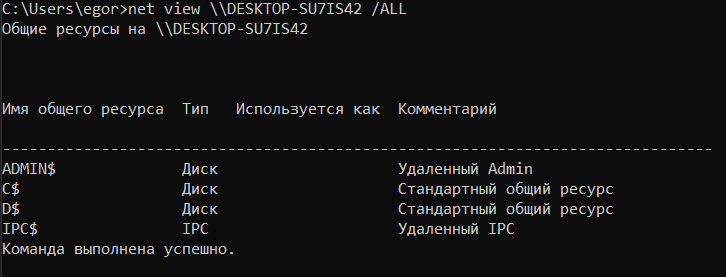 C:\Users\egor>net view \\DESKTOP-SU7IS42 /ALL
Общие ресурсы на \\DESKTOP-SU7IS42
Имя общего ресурса  Тип   Используется как  Комментарий
-------------------------------------------------------------------------------
ADMIN$              Диск                    Удаленный Admin
C$                  Диск                    Стандартный общий ресурс
D$                  Диск                    Стандартный общий ресурс
IPC$                IPC                     Удаленный IPC
Команда выполнена успешно.